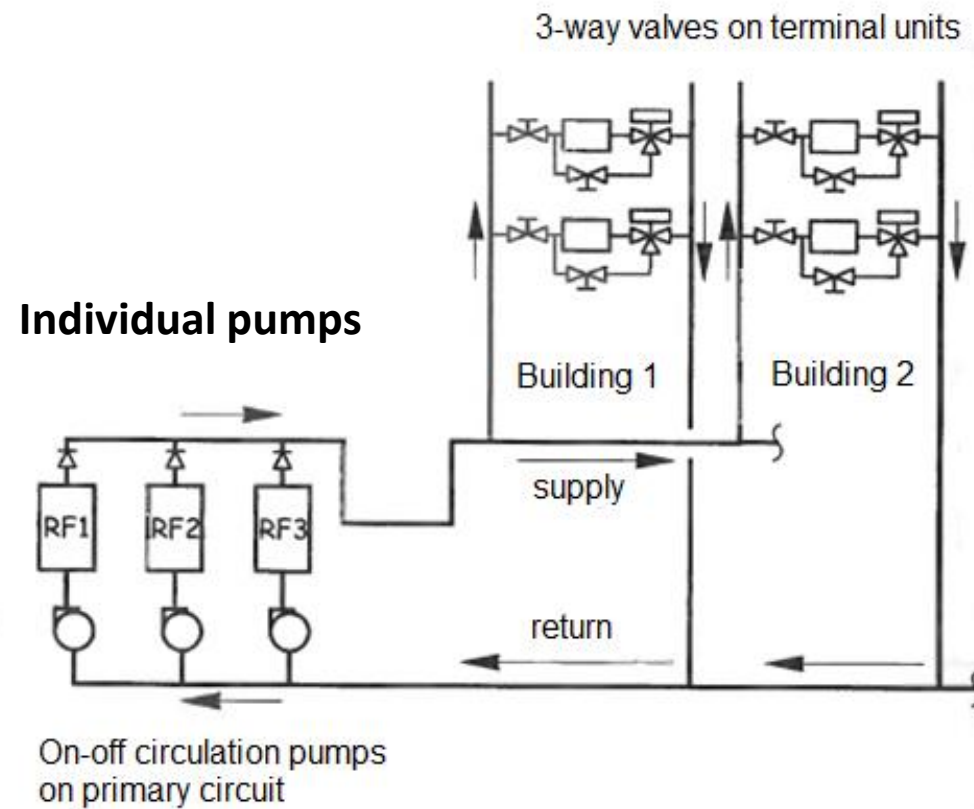 3-way valves on terminal units
Individual pumps
Building 1
Building 2
supply
RF1
RF2
RF3
return
On-off circulation pumps
on primary circuit